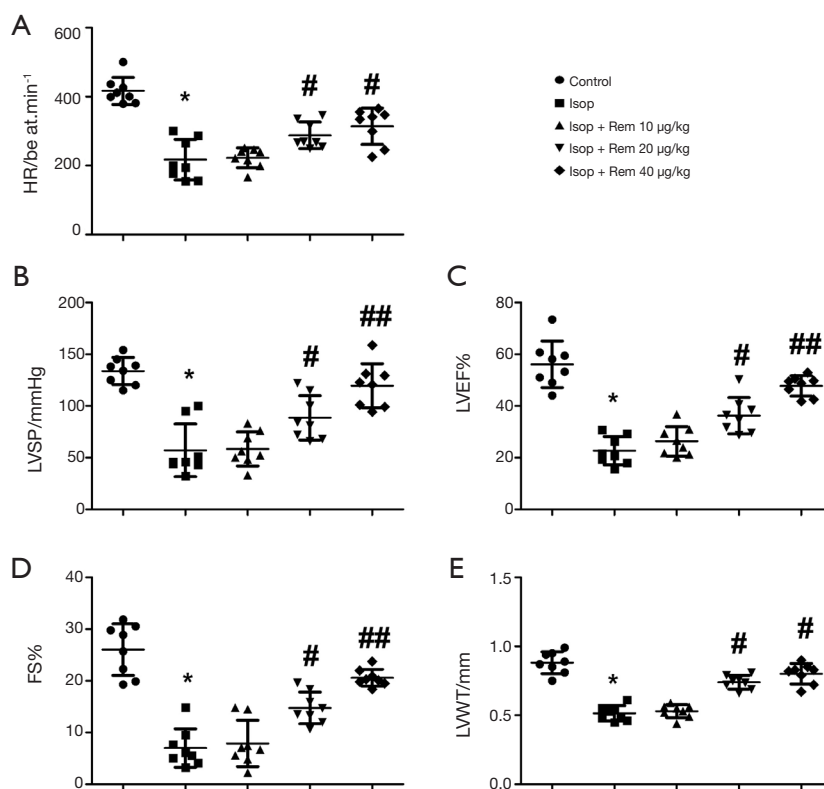 A
HR/be at.min-1
600
400
200
0
*
#
#
Control
Isop
Isop + Rem 10 µg/kg
Isop + Rem 20 µg/kg
Isop + Rem 40 µg/kg
B
LVSP/mmHg
200
150
100
50
0
*
#
##
C
LVEF%
80
60
40
20
0
*
#
##
D
FS%
40
30
20
10
0
*
#
##
E
LVWT/mm
1.5
1.0
0.5
0.0
*
#
#